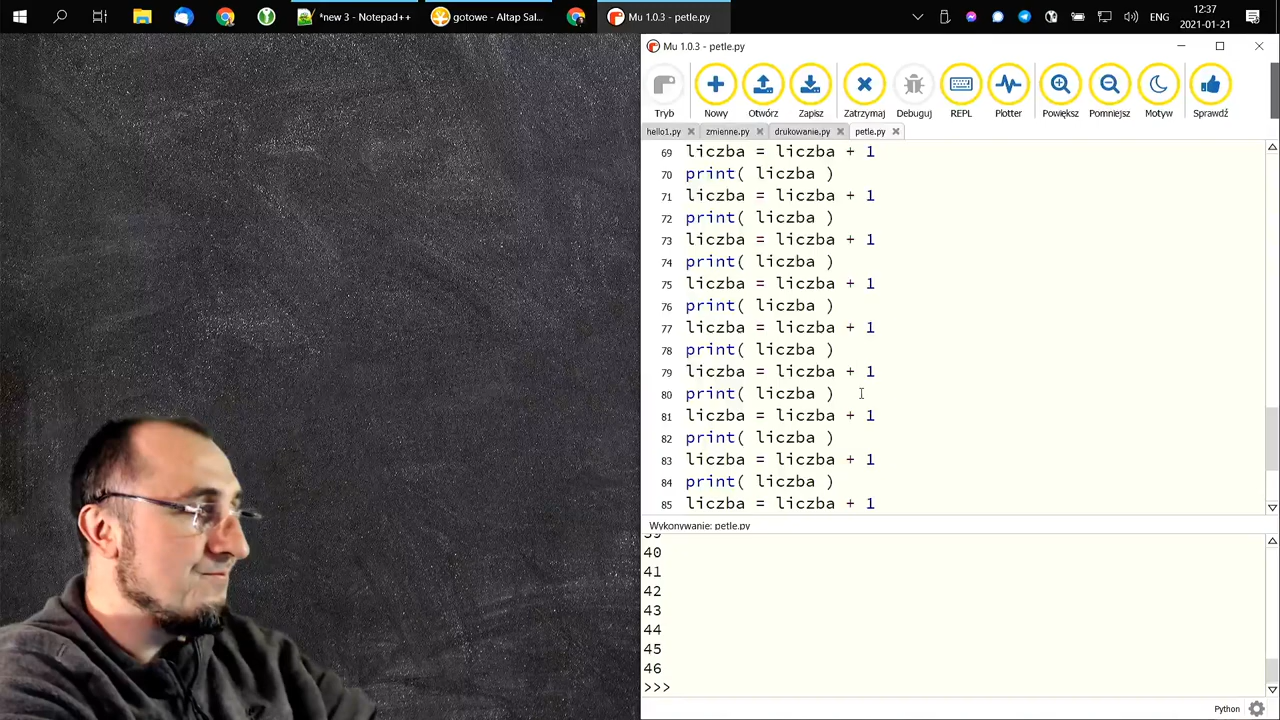 *new 3 - Notepad++
gotowe - Altap Sal...
Mu 1.0.3 - petle.py
ENG
12:37
2021-01-21
Mu 1.0.3 - petle.py
Tryb
Nowy
Otwórz
Zapisz
Zatrzymaj
Debuguj
REPL
Plotter
Powiększ
Pomniejsz
Motyw
Sprawdź
hello1.py
zmienne.py
drukowanie.py
petle.py
69 liczba = liczba + 1
70 print( liczba )
71 liczba = liczba + 1
72 print( liczba )
73 liczba = liczba + 1
74 print( liczba )
75 liczba = liczba + 1
76 print( liczba )
77 liczba = liczba + 1
78 print( liczba )
79 liczba = liczba + 1
80 print( liczba )
81 liczba = liczba + 1
82 print( liczba )
83 liczba = liczba + 1
84 print( liczba )
85 liczba = liczba + 1
Wykonywanie: petle.py
39
40
41
42
43
44
45
46
>>>
Python